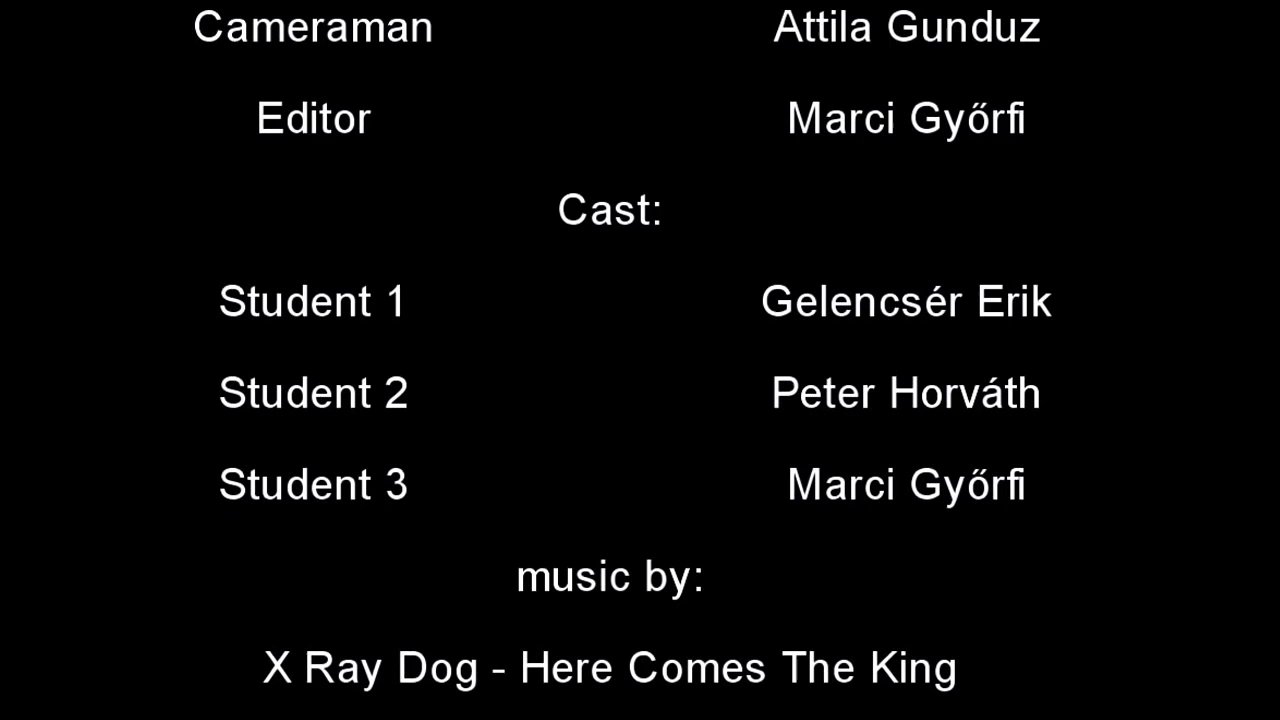 Cameraman Attila Gunduz
Editor Marci Győrfi
Cast:
Student 1 Gelencsér Erik
Student 2 Peter Horváth
Student 3 Marci Győrfi
music by:
X Ray Dog - Here Comes The King